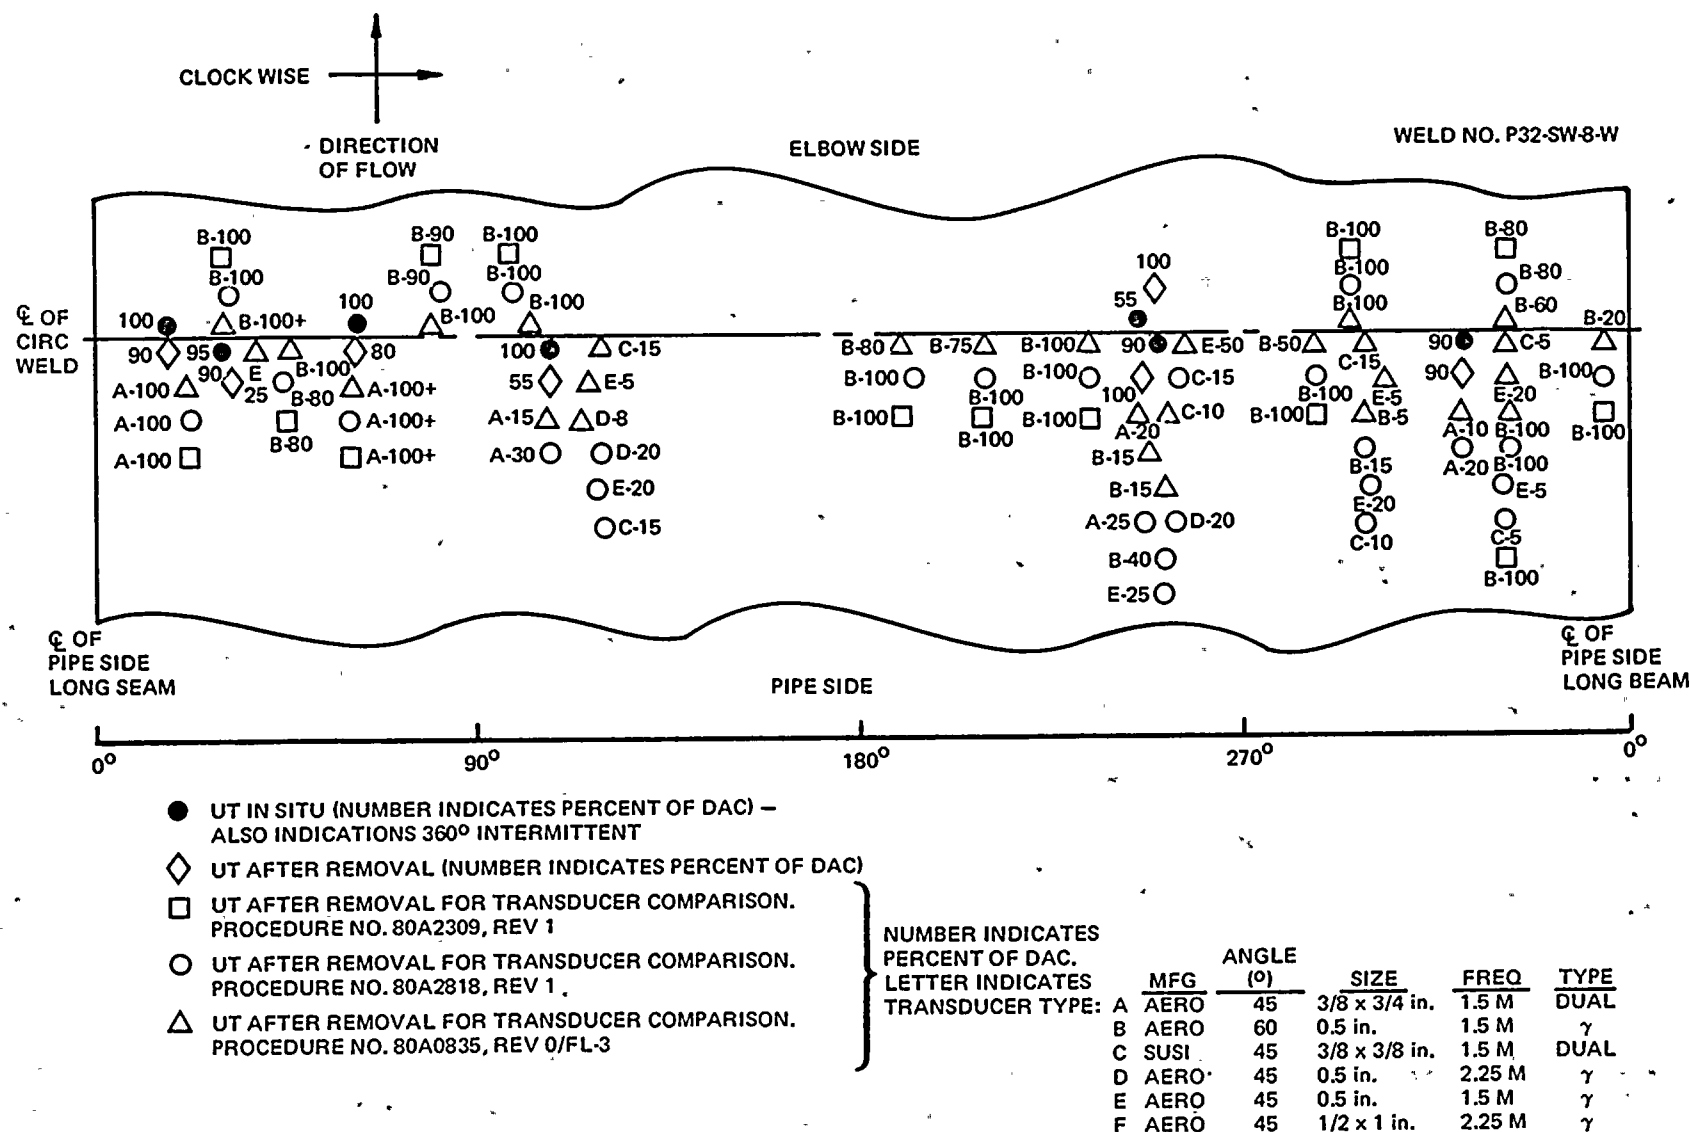 CLOCK WISE
DIRECTION
OF FLOW
ELBOW SIDE
WELD NO. P32-SW-8-W
B-100 B-90 B-100 B-100 B-80
B-100 B-90 B-100 100 B-100 B-80
100 100 B-100+ B-100 B-100 55 B-100 B-60 B-20
℄ OF
CIRC
WELD
90 95 80 100 C-15 B-80 B-75 B-100 90 E-50 B-50 C-15 90 C-5
A-100 90 E 25 B-100 B-80 A-100+ 55 E-5 B-100 B-100 100 C-15 B-100 E-5 90 E-20 B-100
A-100 B-80 A-100+ A-15 D-8 B-100 B-100 B-100 A-20 C-10 B-100 B-5 A-10 B-100 B-100
A-100 A-100+ A-30 D-20 B-15 B-15 A-20 B-100
E-20 B-15 E-20 E-5
C-15 A-25 D-20 C-10 C-5
B-40 B-100
E-25
℄ OF
PIPE SIDE
LONG SEAM
PIPE SIDE
℄ OF
PIPE SIDE
LONG BEAM
0° 90° 180° 270° 0°
UT IN SITU (NUMBER INDICATES PERCENT OF DAC) –
ALSO INDICATIONS 360° INTERMITTENT
UT AFTER REMOVAL (NUMBER INDICATES PERCENT OF DAC)
UT AFTER REMOVAL FOR TRANSDUCER COMPARISON.
PROCEDURE NO. 80A2309, REV 1
UT AFTER REMOVAL FOR TRANSDUCER COMPARISON.
PROCEDURE NO. 80A2818, REV 1.
UT AFTER REMOVAL FOR TRANSDUCER COMPARISON.
PROCEDURE NO. 80A0835, REV 0/FL-3
NUMBER INDICATES
PERCENT OF DAC.
LETTER INDICATES
TRANSDUCER TYPE:
MFG ANGLE (°) SIZE FREQ TYPE
A AERO 45 3/8 x 3/4 in. 1.5 M DUAL
B AERO 60 0.5 in. 1.5 M γ
C SUSI 45 3/8 x 3/8 in. 1.5 M DUAL
D AERO 45 0.5 in. 2.25 M γ
E AERO 45 0.5 in. 1.5 M γ
F AERO 45 1/2 x 1 in. 2.25 M γ